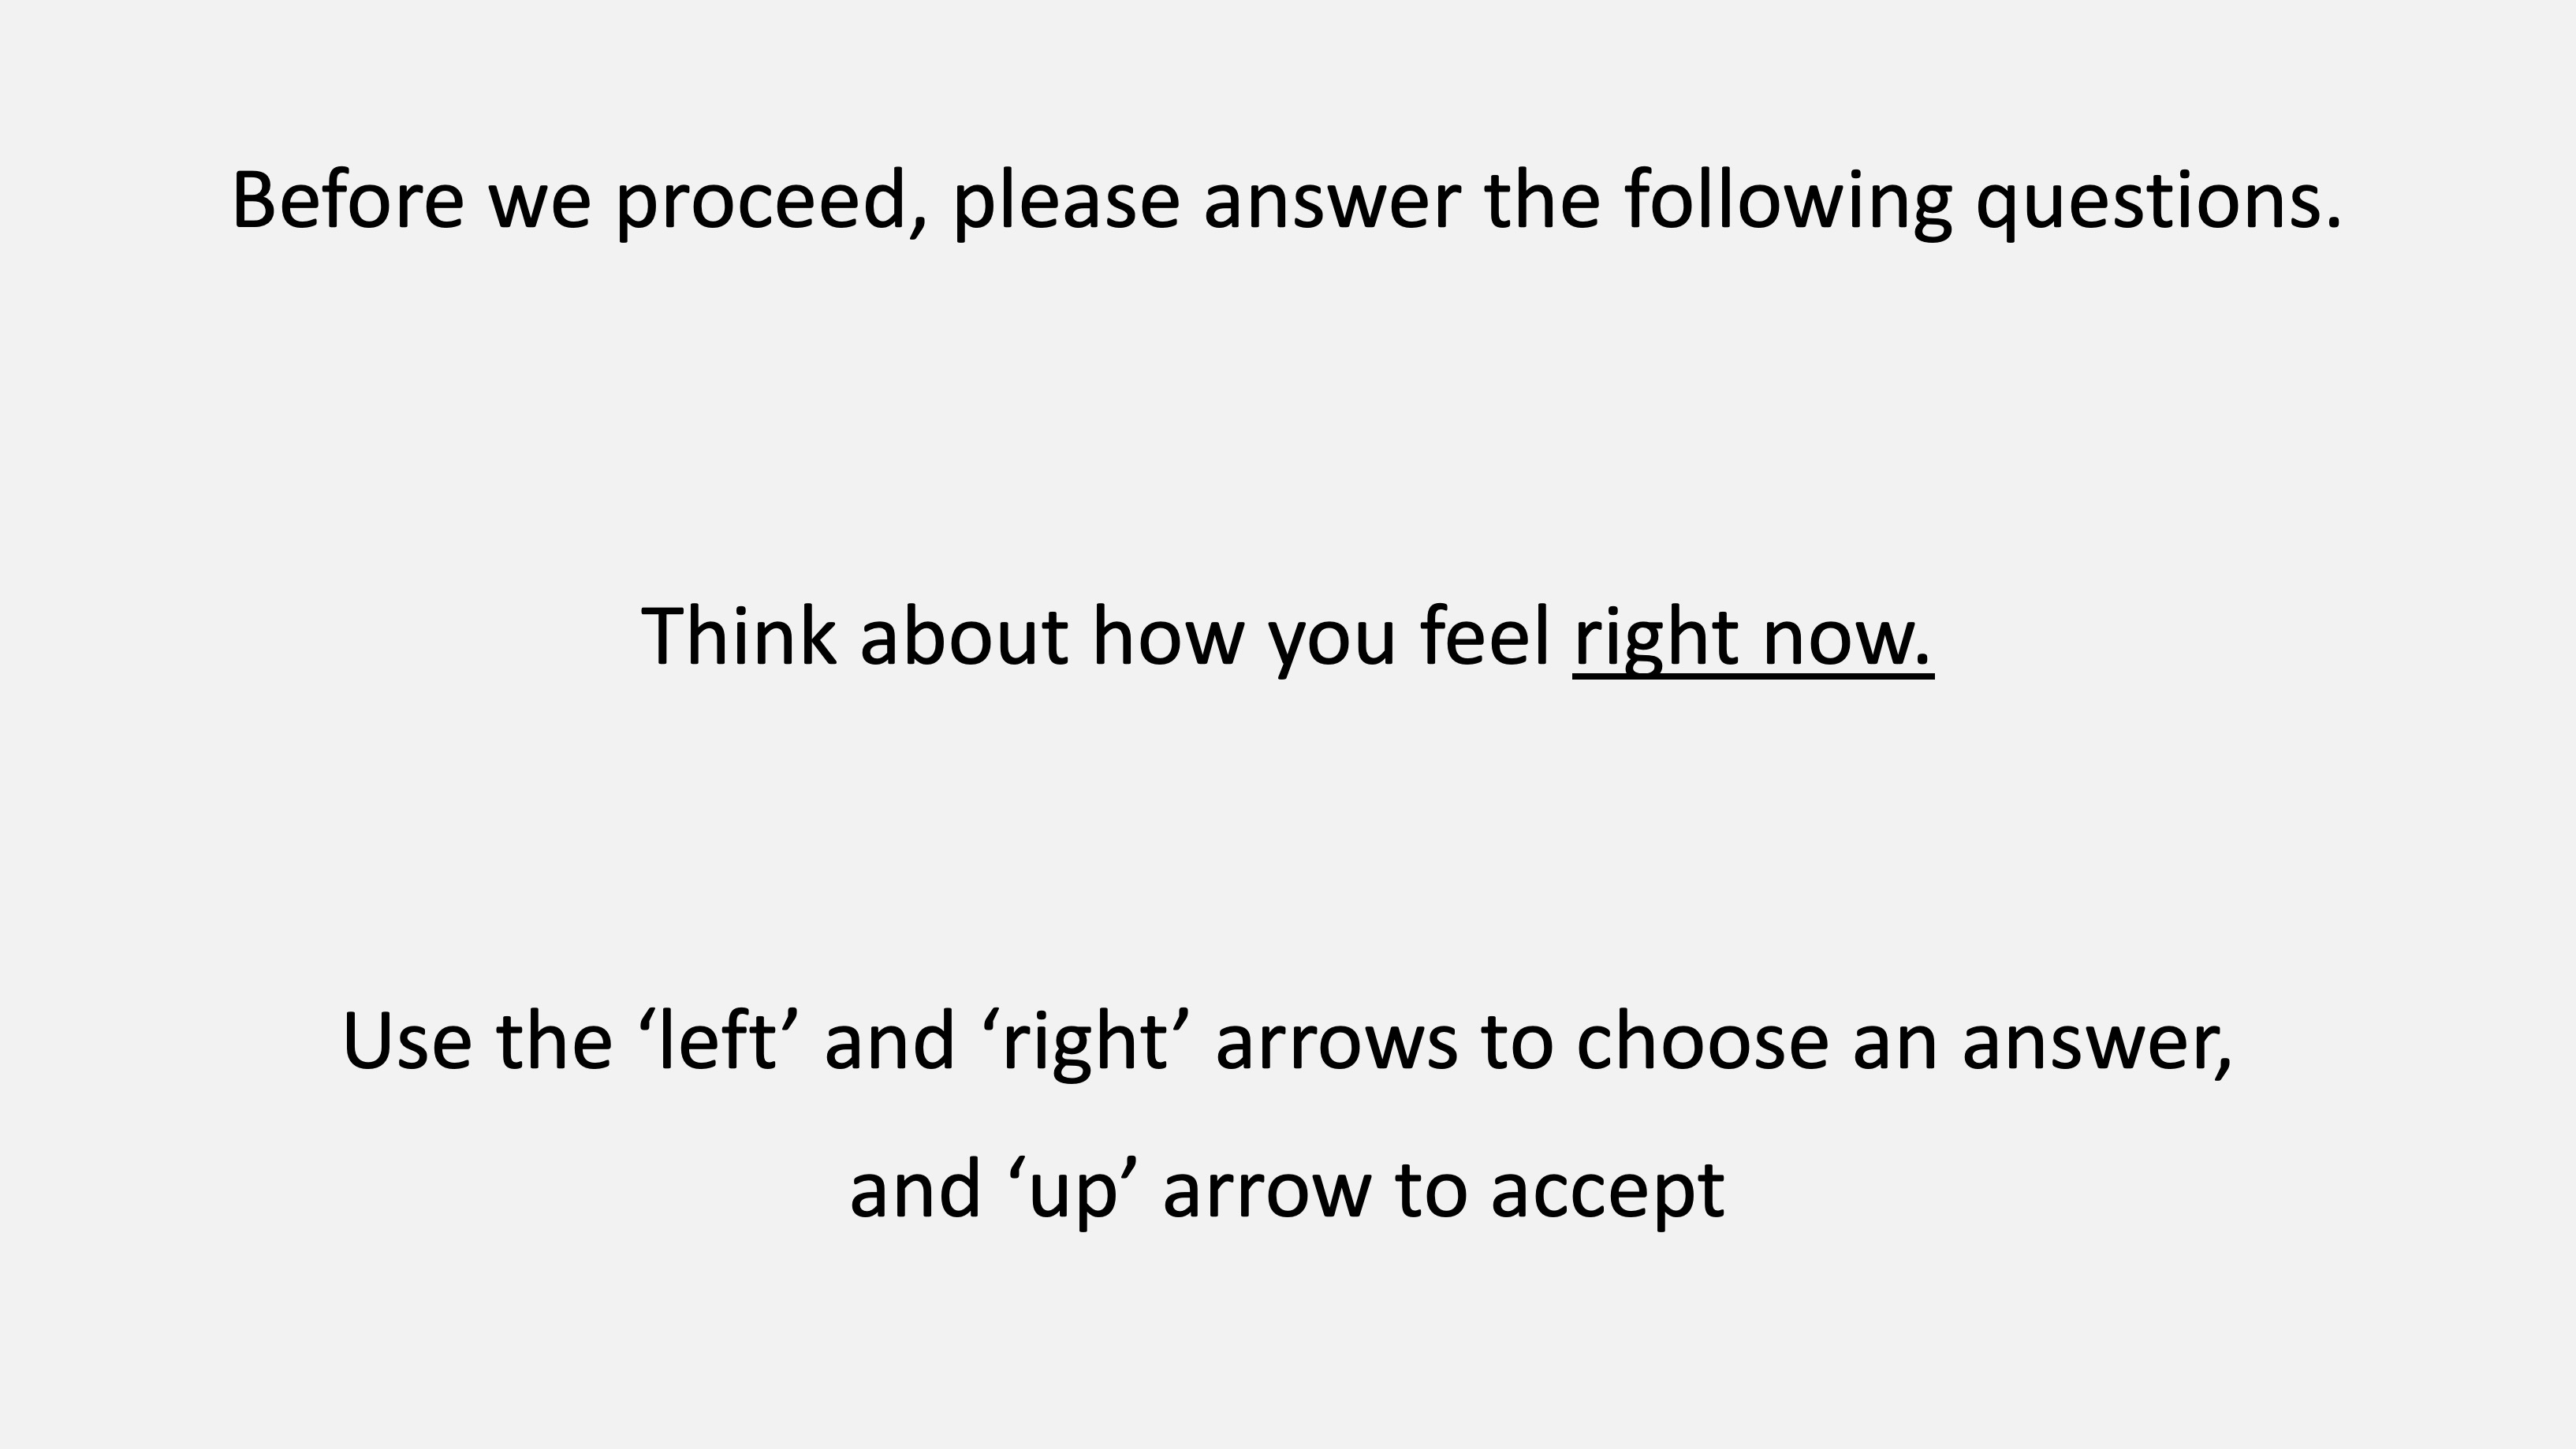 Before we proceed, please answer the following questions.
Think about how you feel right now.
Use the ‘left’ and ‘right’ arrows to choose an answer,
and ‘up’ arrow to accept